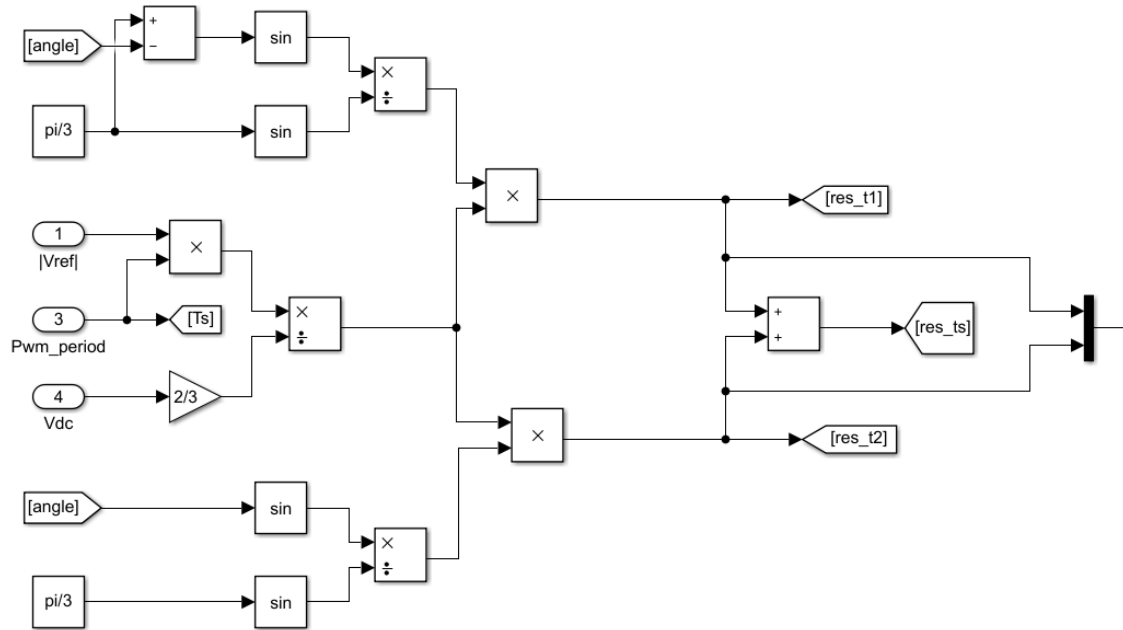 +
−
[angle]
sin
×
÷
pi/3
sin
×
[res_t1]
1
|Vref|
×
[Ts]
3
Pwm_period
×
÷
+
+
[res_ts]
4
Vdc
2/3
×
[res_t2]
[angle]
sin
×
÷
pi/3
sin